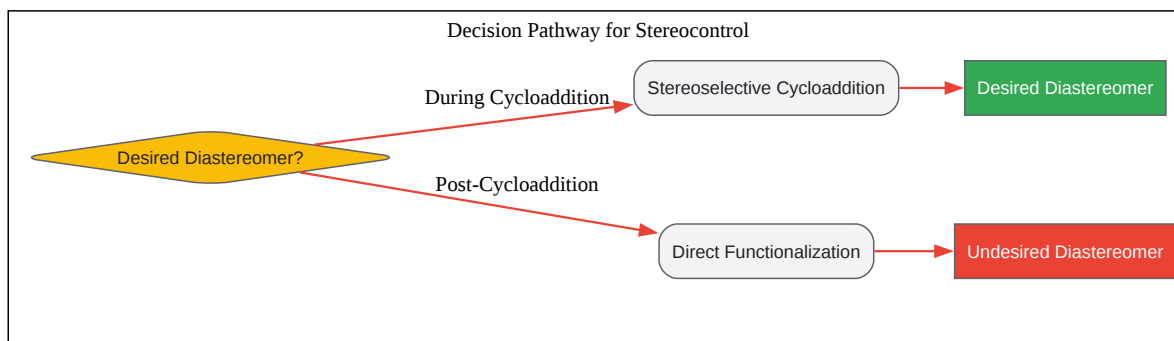 Decision Pathway for Stereocontrol
Desired Diastereomer?
During Cycloaddition
Stereoselective Cycloaddition
Desired Diastereomer
Post-Cycloaddition
Direct Functionalization
Undesired Diastereomer